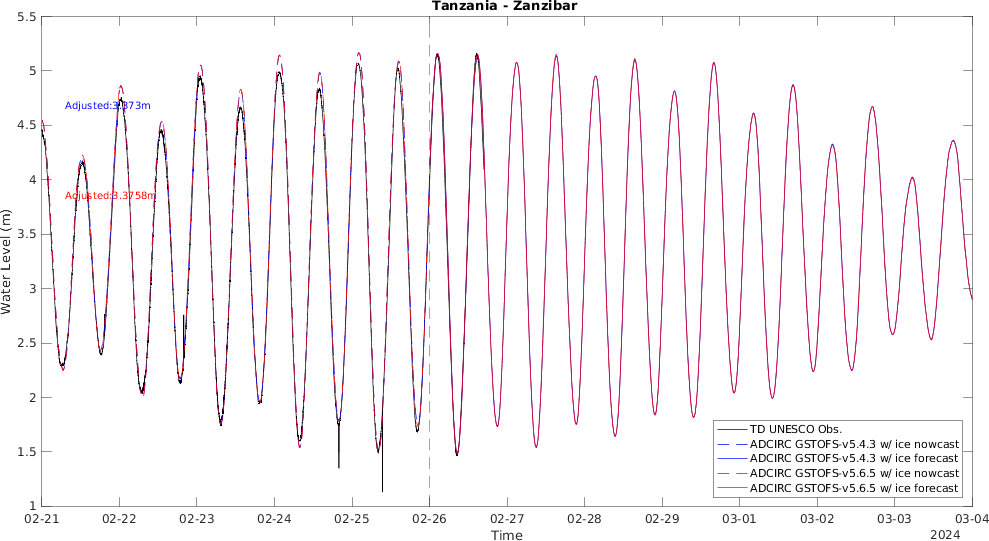 Tanzania - Zanzibar
5.5
5
4.5
4
3.5
3
2.5
2
1.5
1
Water Level (m)
Adjusted:3.373m
Adjusted:3.3758m
TD UNESCO Obs.
ADCIRC GSTOFS-v5.4.3 w/ ice nowcast
ADCIRC GSTOFS-v5.4.3 w/ ice forecast
ADCIRC GSTOFS-v5.6.5 w/ ice nowcast
ADCIRC GSTOFS-v5.6.5 w/ ice forecast
02-21 02-22 02-23 02-24 02-25 02-26 02-27 02-28 02-29 03-01 03-02 03-03 03-04
Time
2024